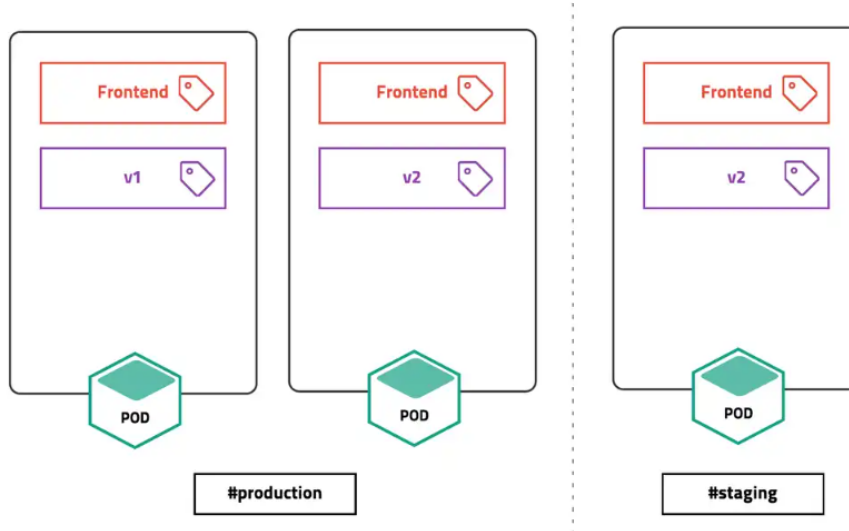 Frontend
v1
POD
Frontend
v2
POD
#production
Frontend
v2
POD
#staging